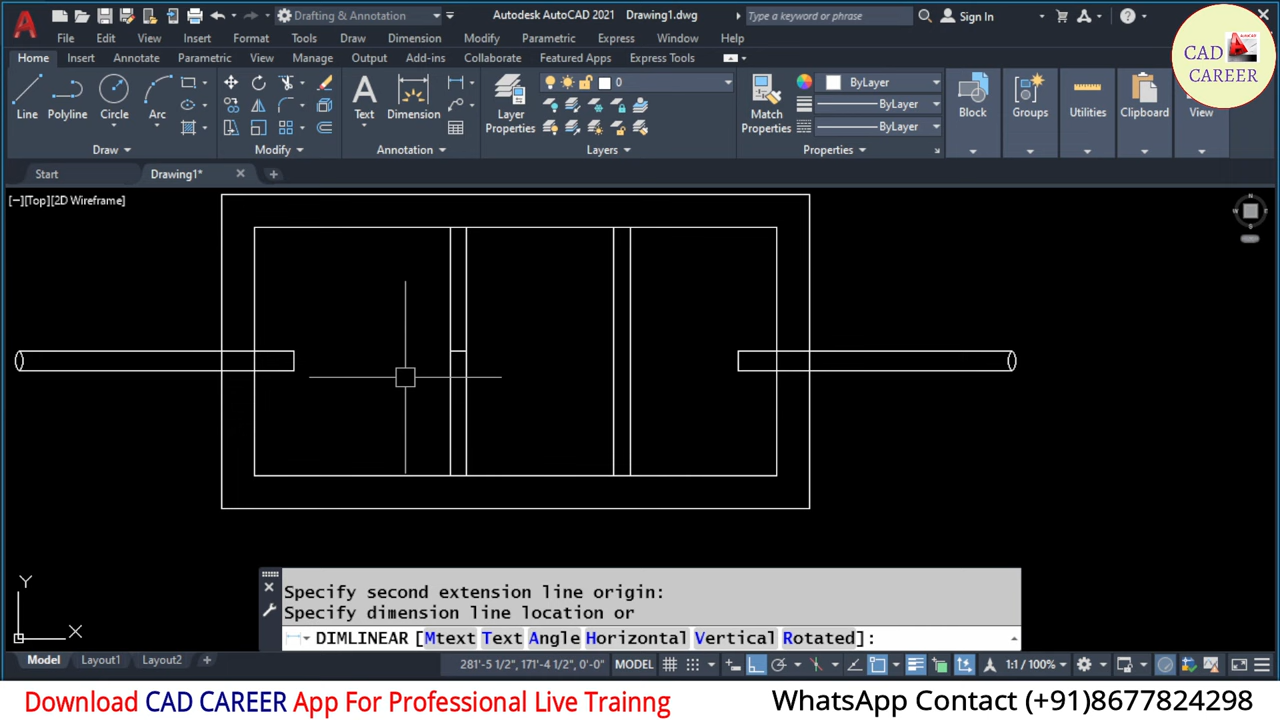 Drafting & Annotation
Autodesk AutoCAD 2021 Drawing1.dwg
Type a keyword or phrase
Sign In
File Edit View Insert Format Tools Draw Dimension Modify Parametric Express Window Help
Home Insert Annotate Parametric View Manage Output Add-ins Collaborate Featured Apps Express Tools
CAD
CAREER
0
ByLayer
ByLayer
ByLayer
Line Polyline Circle Arc
Text Dimension
Layer Properties
Match Properties
Block Groups Utilities Clipboard View
Draw Modify Annotation Layers Properties
Start Drawing1*
[−][Top][2D Wireframe]
N
W
S
Y
X
Specify second extension line origin:
Specify dimension line location or
DIMLINEAR [Mtext Text Angle Horizontal Vertical Rotated]:
Model Layout1 Layout2
281'-5 1/2", 171'-4 1/2", 0'-0" MODEL 1:1 / 100%
Download CAD CAREER App For Professional Live Trainng
WhatsApp Contact (+91)8677824298